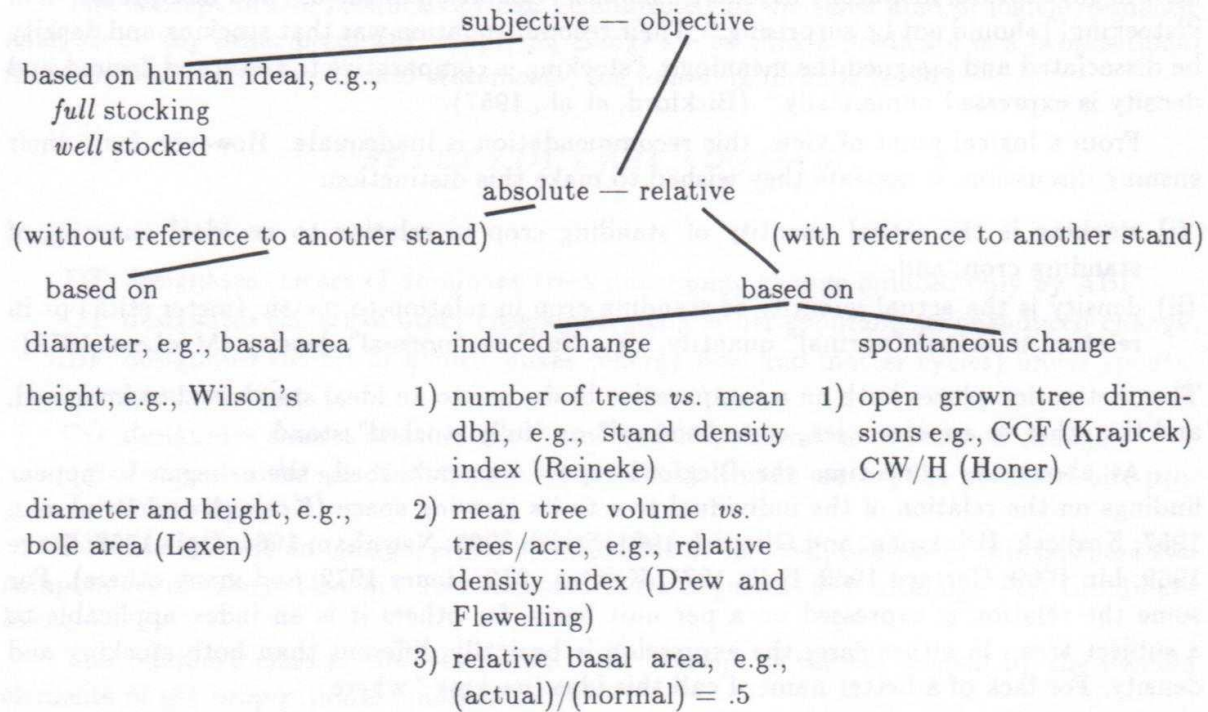 subjective — objective
based on human ideal, e.g.,
full stocking
well stocked
absolute — relative
(without reference to another stand)
(with reference to another stand)
based on
based on
diameter, e.g., basal area
induced change
spontaneous change
height, e.g., Wilson's
1) number of trees vs. mean
dbh, e.g., stand density
index (Reineke)
1) open grown tree dimen-
sions e.g., CCF (Krajicek)
CW/H (Honer)
diameter and height, e.g.,
bole area (Lexen)
2) mean tree volume vs.
trees/acre, e.g., relative
density index (Drew and
Flewelling)
3) relative basal area, e.g.,
(actual)/(normal) = .5